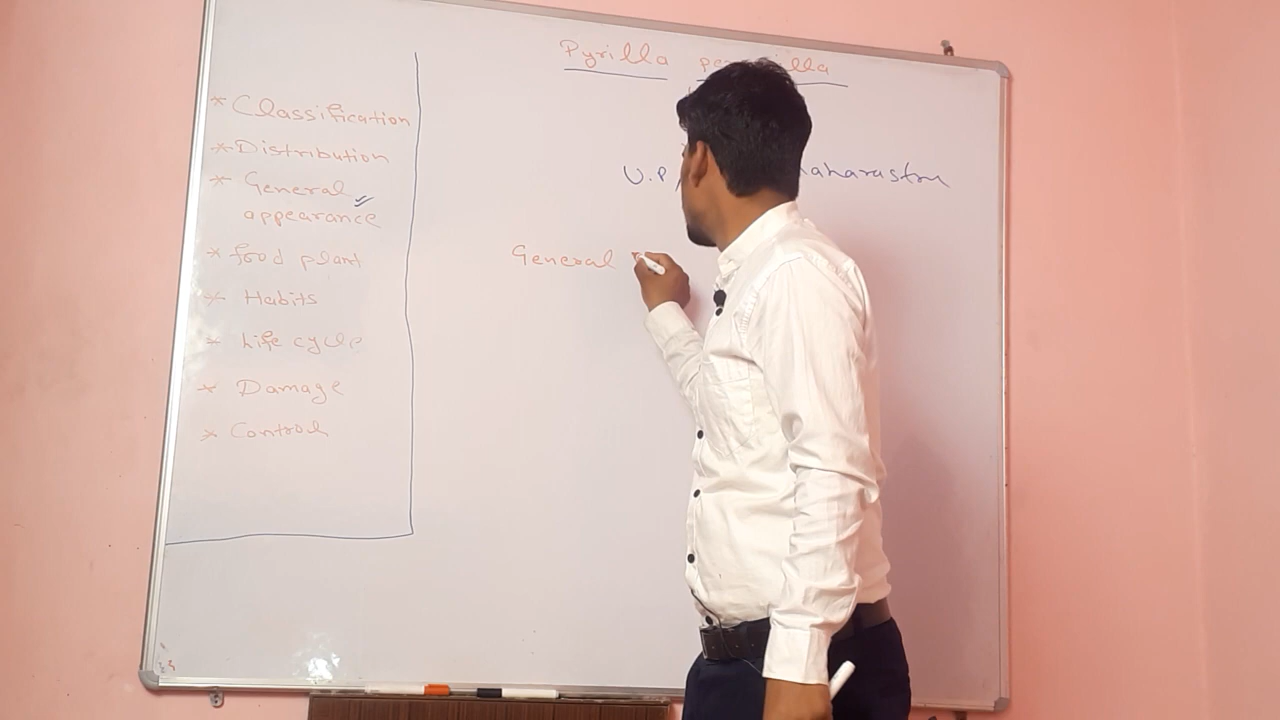 Pyrilla
* Classification
* Distribution
* General
appearance
* food plant
* Habits
* Life cycle
* Damage
* Control
U.P,
General